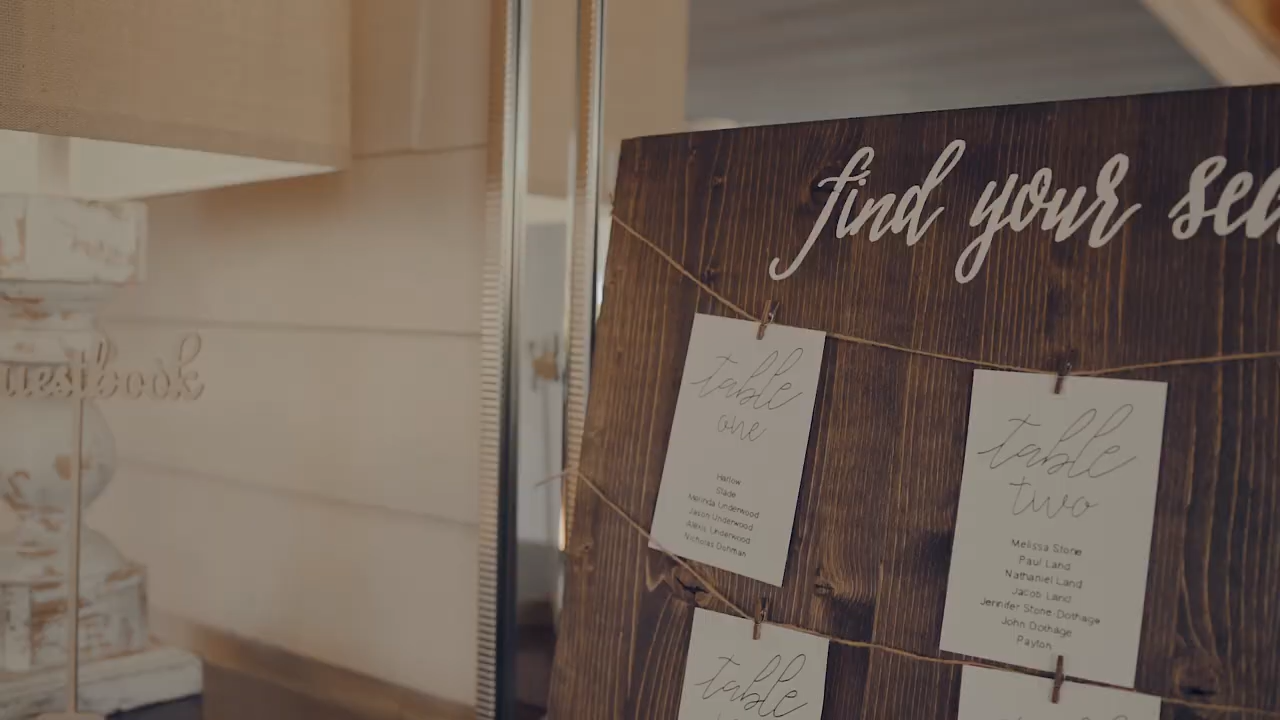 find your sea
uestbook
table
one
Harlow
Slade
Melinda Underwood
Jason Underwood
Alexis Underwood
Nicholas Dohman
table
two
Melissa Stone
Paul Land
Nathaniel Land
Jacob Land
Jennifer Stone-Dothage
John Dothage
Payton
table